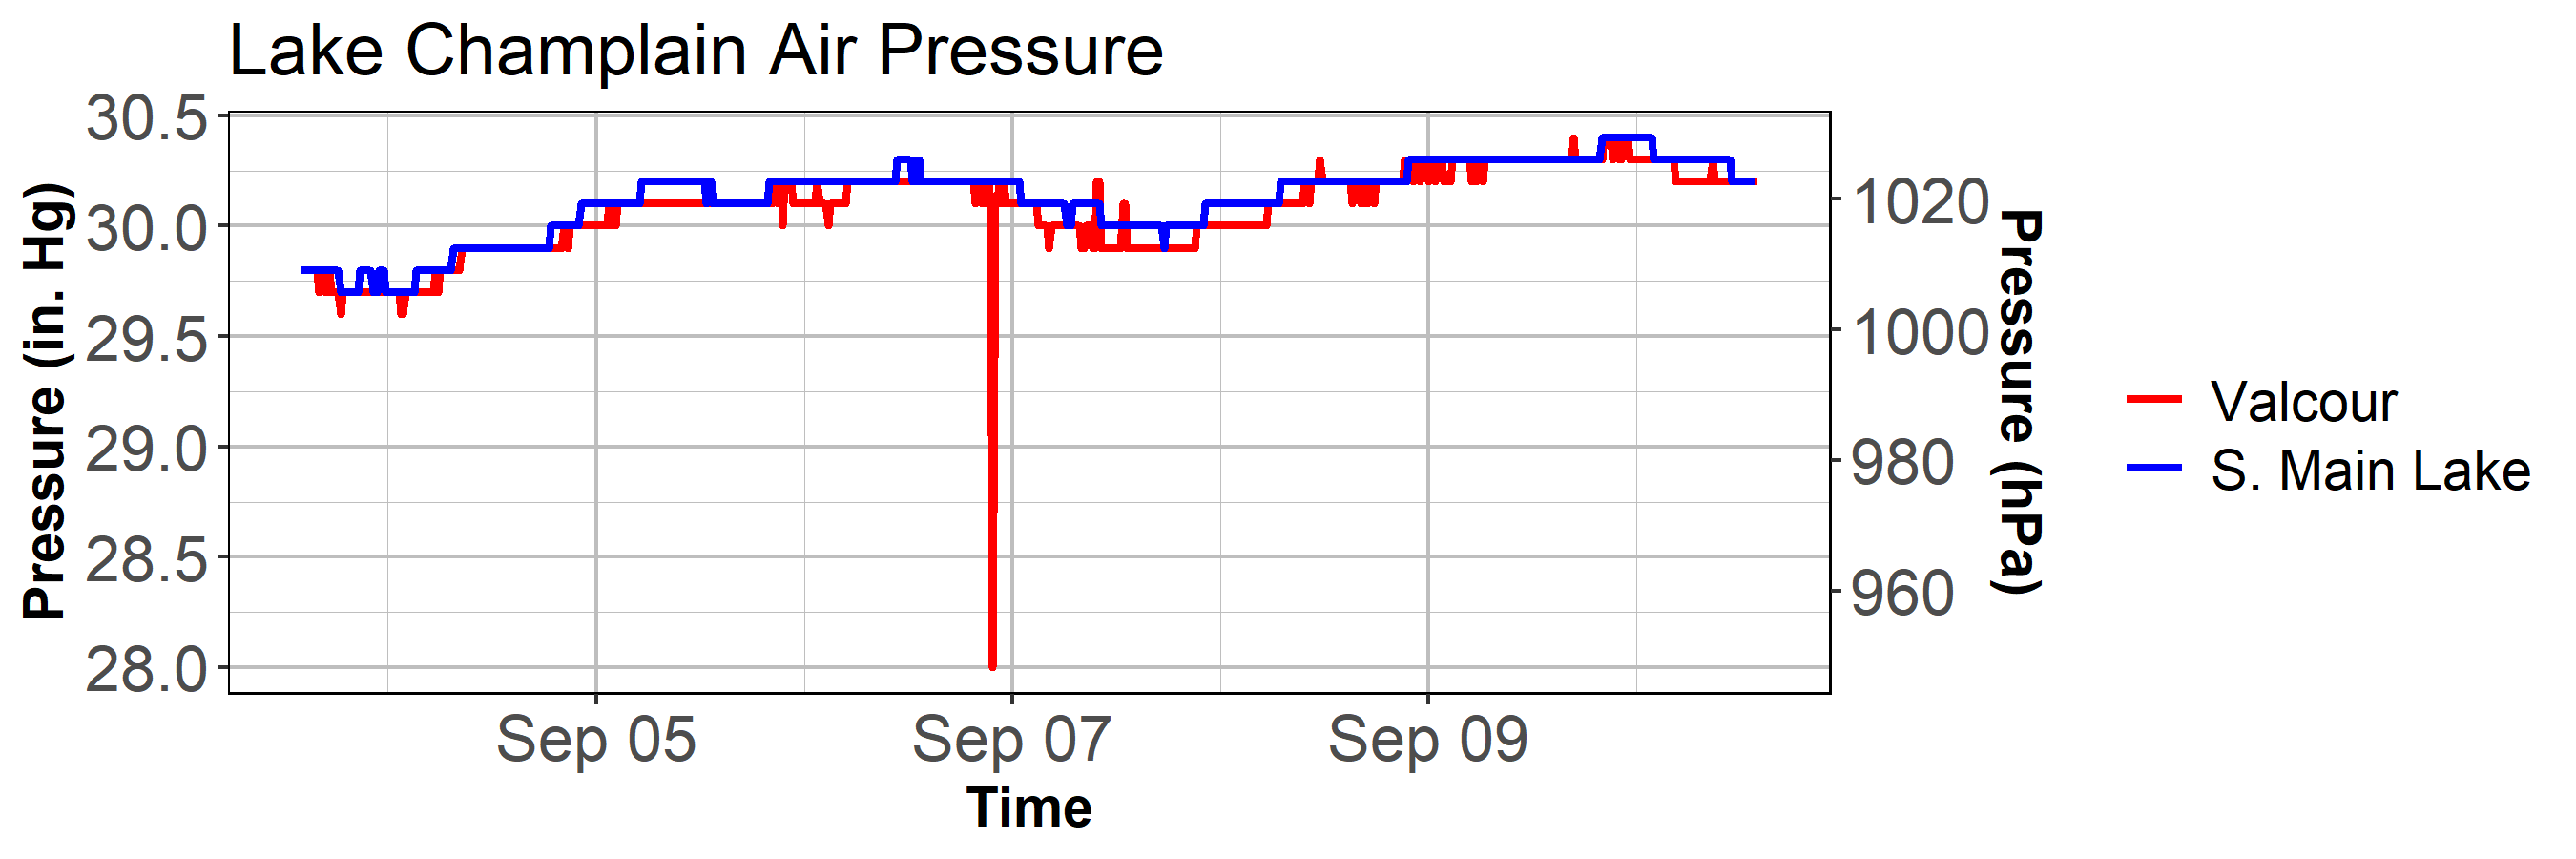 Lake Champlain Air Pressure
30.5
30.0
29.5
29.0
28.5
28.0
Pressure (in. Hg)
1020
1000
980
960
Pressure (hPa)
Sep 05 Sep 07 Sep 09
Time
Valcour
S. Main Lake